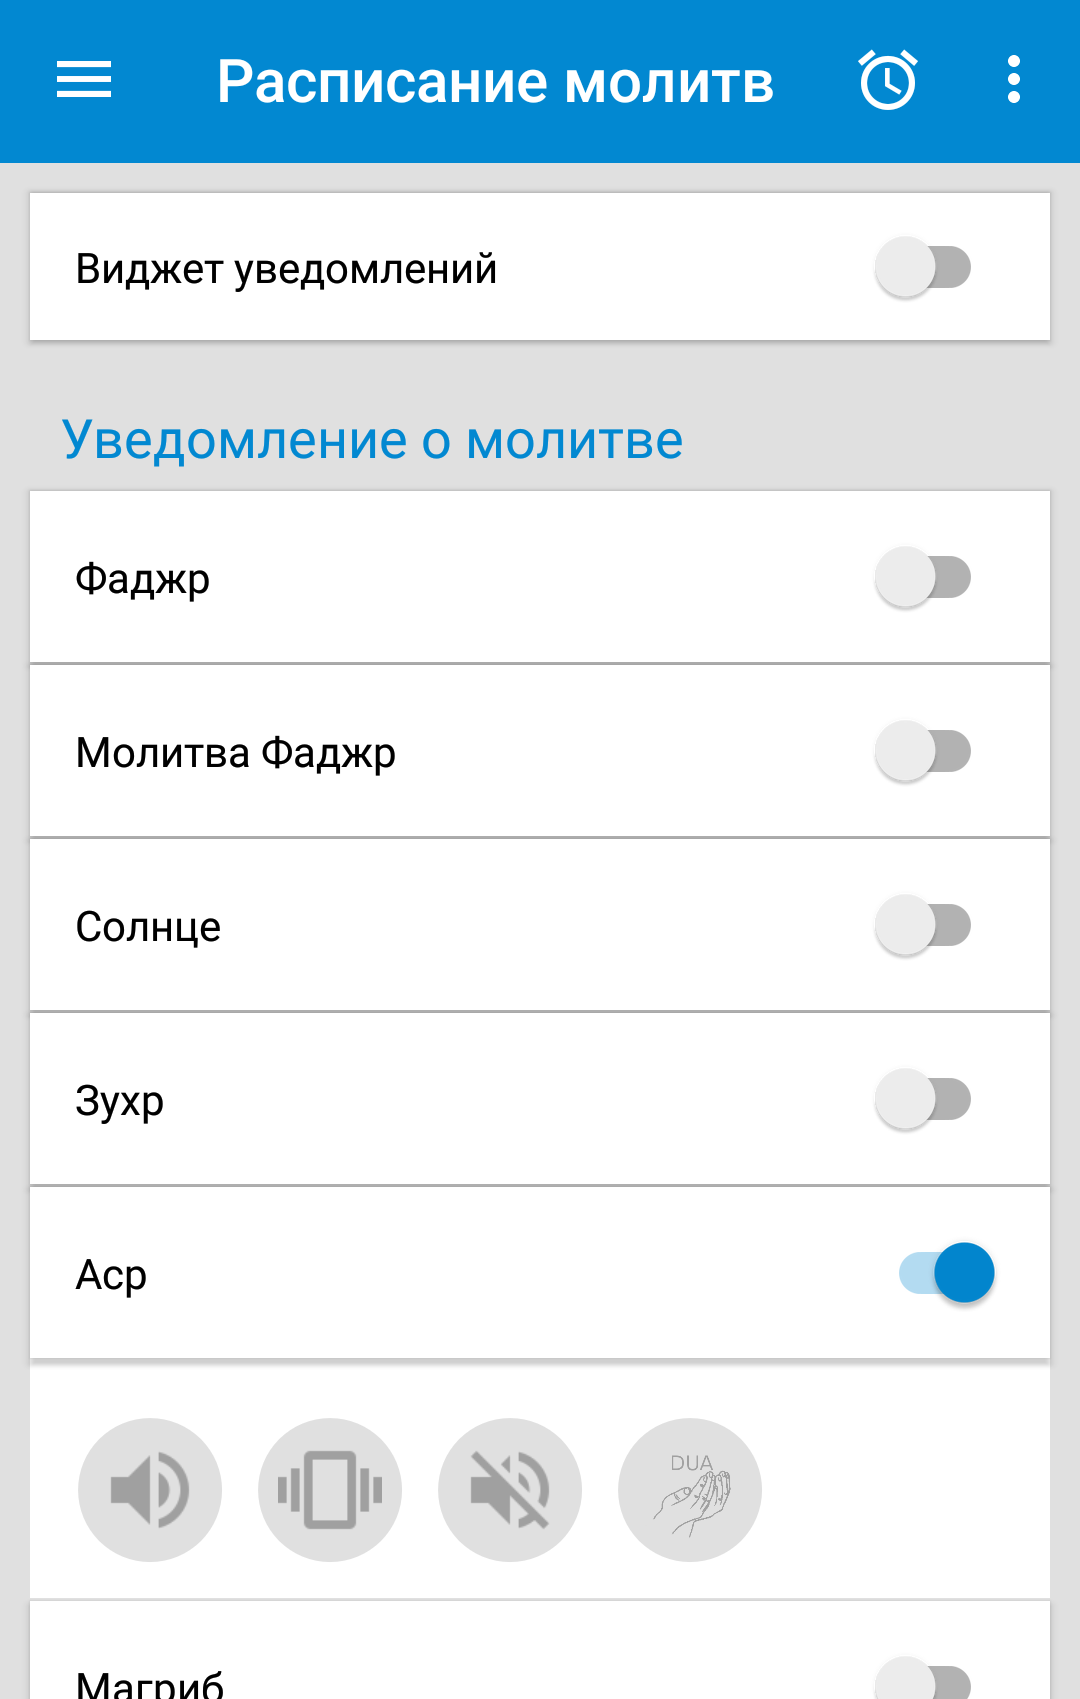 Расписание молитв
Виджет уведомлений
Уведомление о молитве
Фаджр
Молитва Фаджр
Солнце
Зухр
Аср
DUA
Магриб